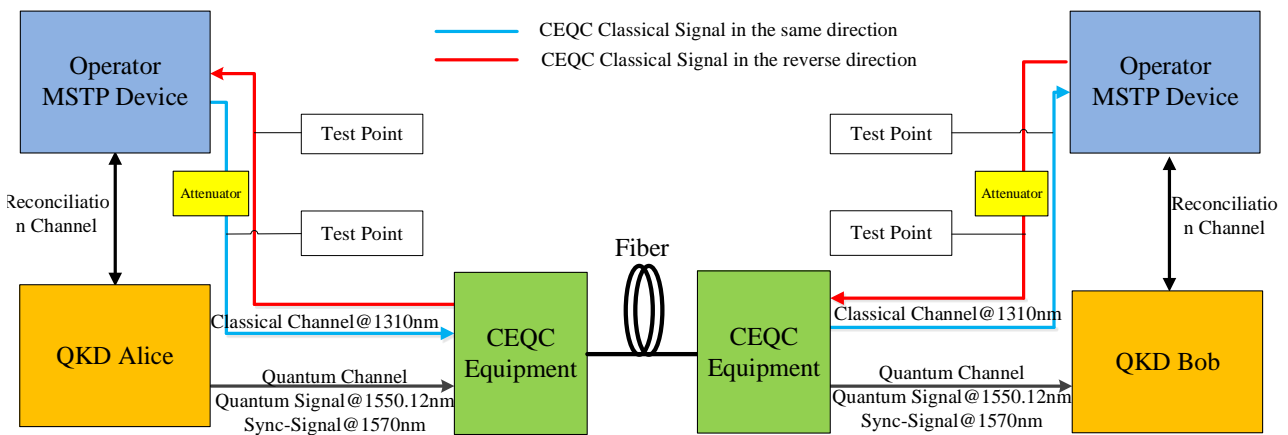 CEQC Classical Signal in the same direction
CEQC Classical Signal in the reverse direction
Operator
MSTP Device
Operator
MSTP Device
Test Point
Test Point
Attenuator
Attenuator
Reconciliatio
n Channel
Reconciliatio
n Channel
Test Point
Test Point
Fiber
Classical Channel@1310nm
Classical Channel@1310nm
QKD Alice
CEQC
Equipment
CEQC
Equipment
QKD Bob
Quantum Channel
Quantum Signal@1550.12nm
Sync-Signal@1570nm
Quantum Channel
Quantum Signal@1550.12nm
Sync-Signal@1570nm